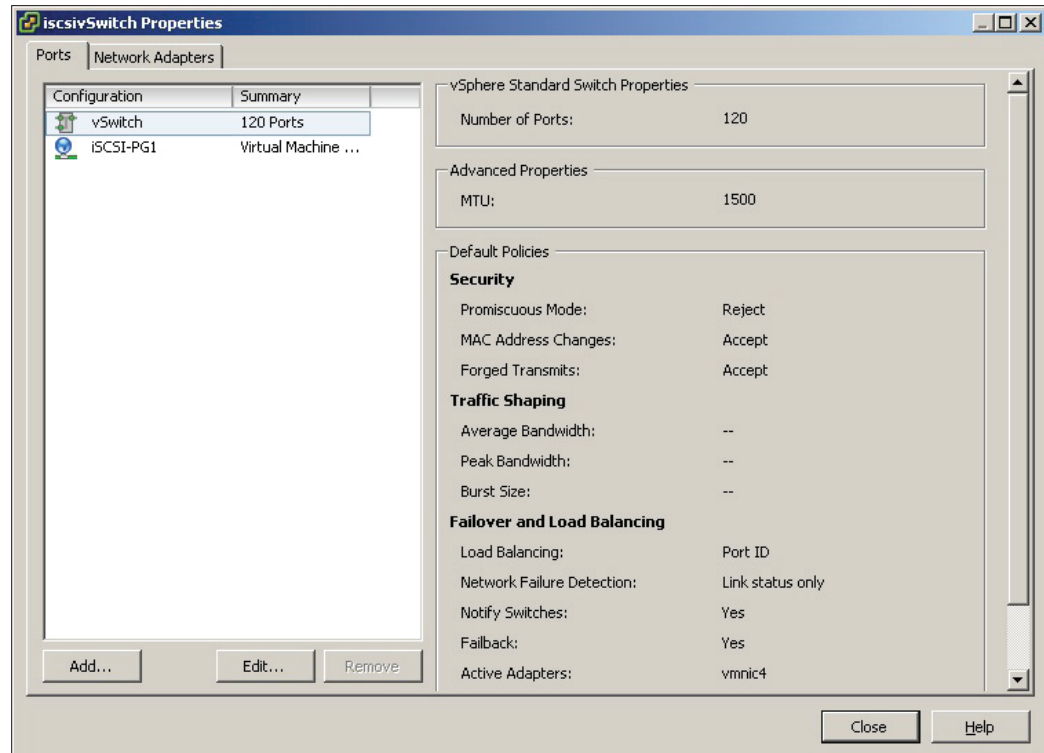 iscsivSwitch Properties
Ports Network Adapters
Configuration Summary
vSwitch 120 Ports
iSCSI-PG1 Virtual Machine ...
vSphere Standard Switch Properties
Number of Ports: 120
Advanced Properties
MTU: 1500
Default Policies
Security
Promiscuous Mode: Reject
MAC Address Changes: Accept
Forged Transmits: Accept
Traffic Shaping
Average Bandwidth: --
Peak Bandwidth: --
Burst Size: --
Failover and Load Balancing
Load Balancing: Port ID
Network Failure Detection: Link status only
Notify Switches: Yes
Failback: Yes
Active Adapters: vmnic4
Add... Edit... Remove
Close Help